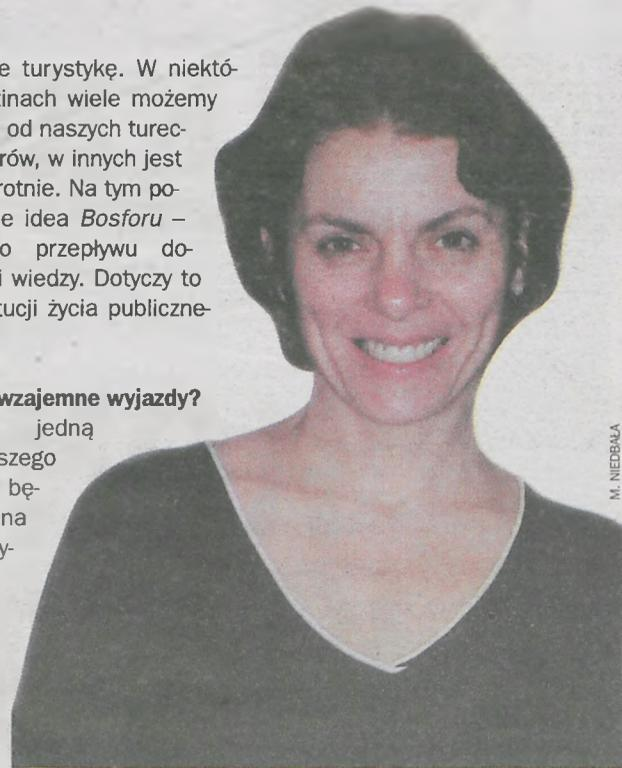 e turystykę. W niektó-
inach wiele możemy
od naszych turec-
rów, w innych jest
rotnie. Na tym po-
e idea Bosforu –
o przepływu do-
i wiedzy. Dotyczy to
tucji życia publiczne-
wzajemne wyjazdy?
jedną
szego
bę-
na
y-
M. NIEDBAŁA